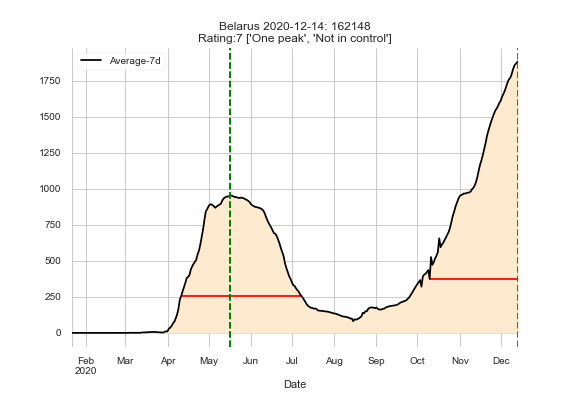 Belarus 2020-12-14: 162148
Rating:7 ['One peak', 'Not in control']
Average-7d
1750
1500
1250
1000
750
500
250
0
Feb Mar Apr May Jun Jul Aug Sep Oct Nov Dec
2020
Date